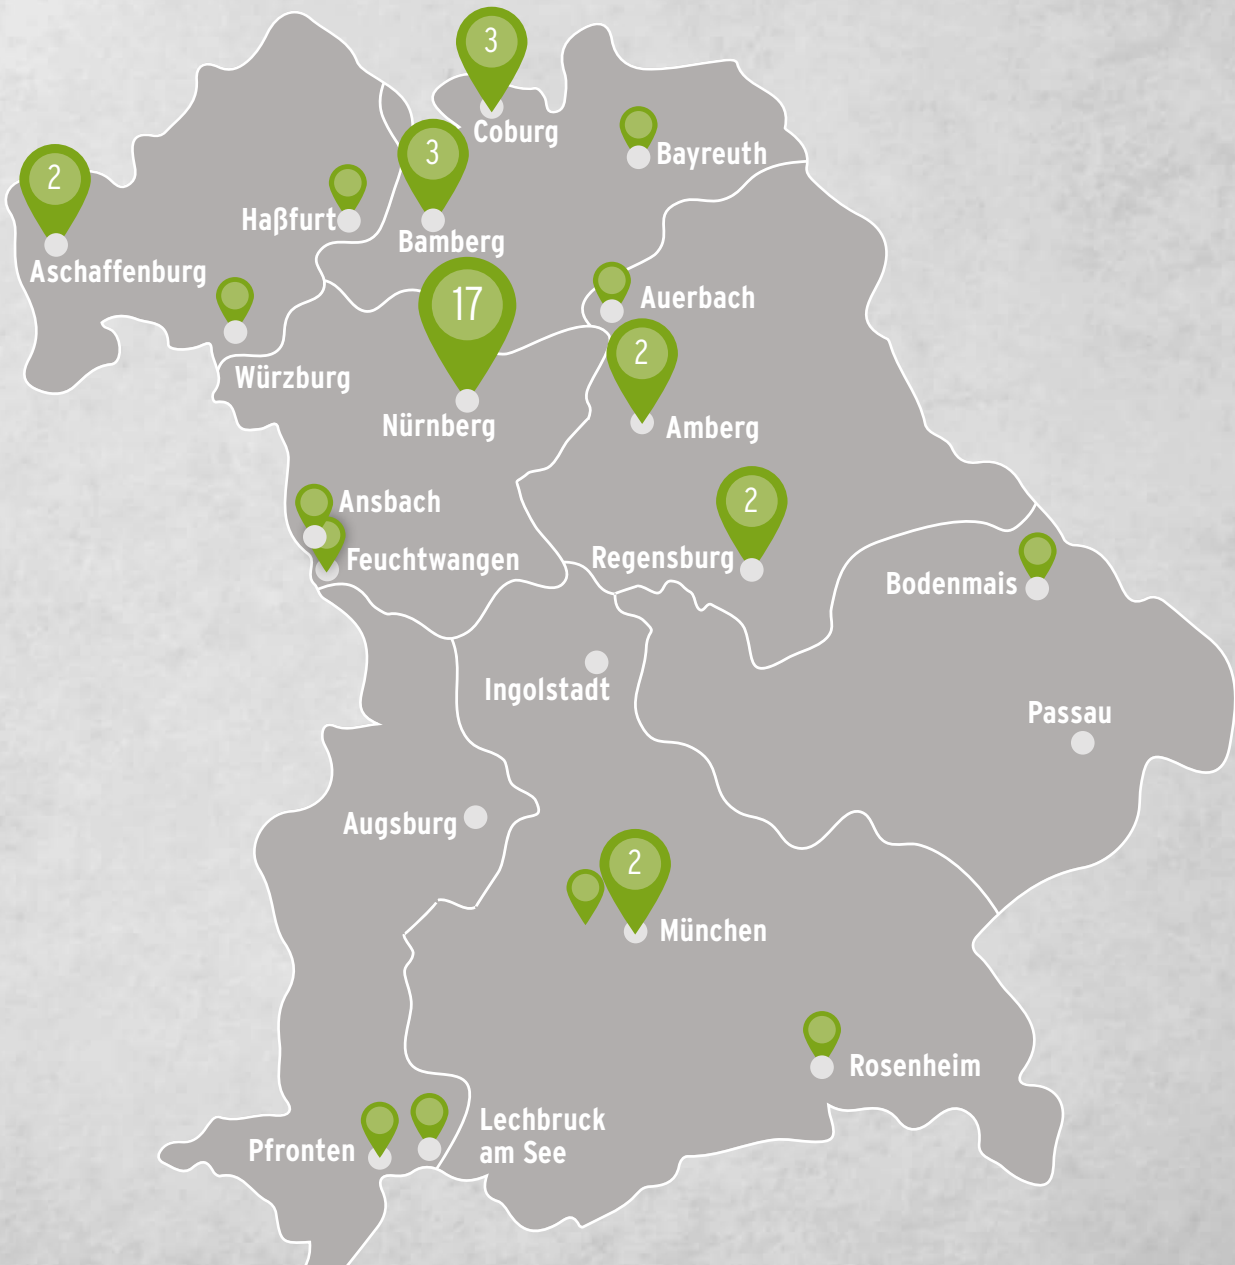 3
Coburg
Bayreuth
3
Bamberg
2
Aschaffenburg
Haßfurt
Würzburg
17
Nürnberg
Auerbach
2
Amberg
Ansbach
Feuchtwangen
2
Regensburg
Bodenmais
Ingolstadt
Passau
Augsburg
2
München
Rosenheim
Pfronten
Lechbruck
am See